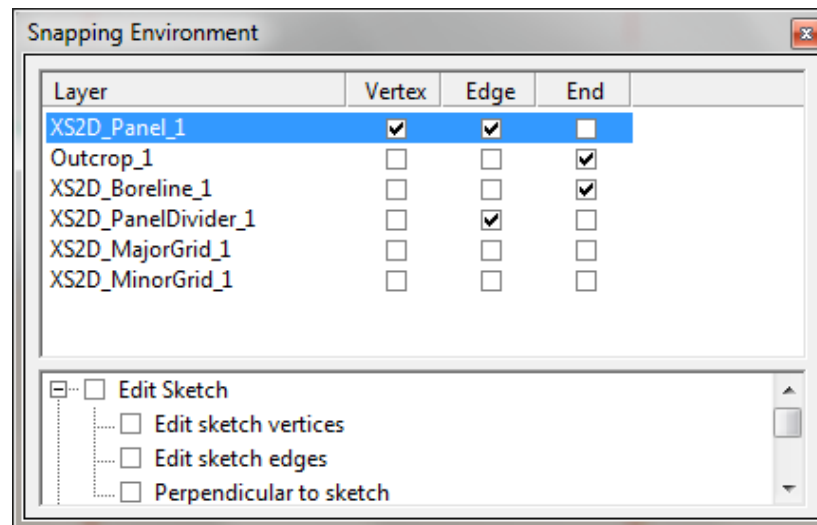 Snapping Environment
Layer Vertex Edge End
XS2D_Panel_1
Outcrop_1
XS2D_Boreline_1
XS2D_PanelDivider_1
XS2D_MajorGrid_1
XS2D_MinorGrid_1
Edit Sketch
Edit sketch vertices
Edit sketch edges
Perpendicular to sketch